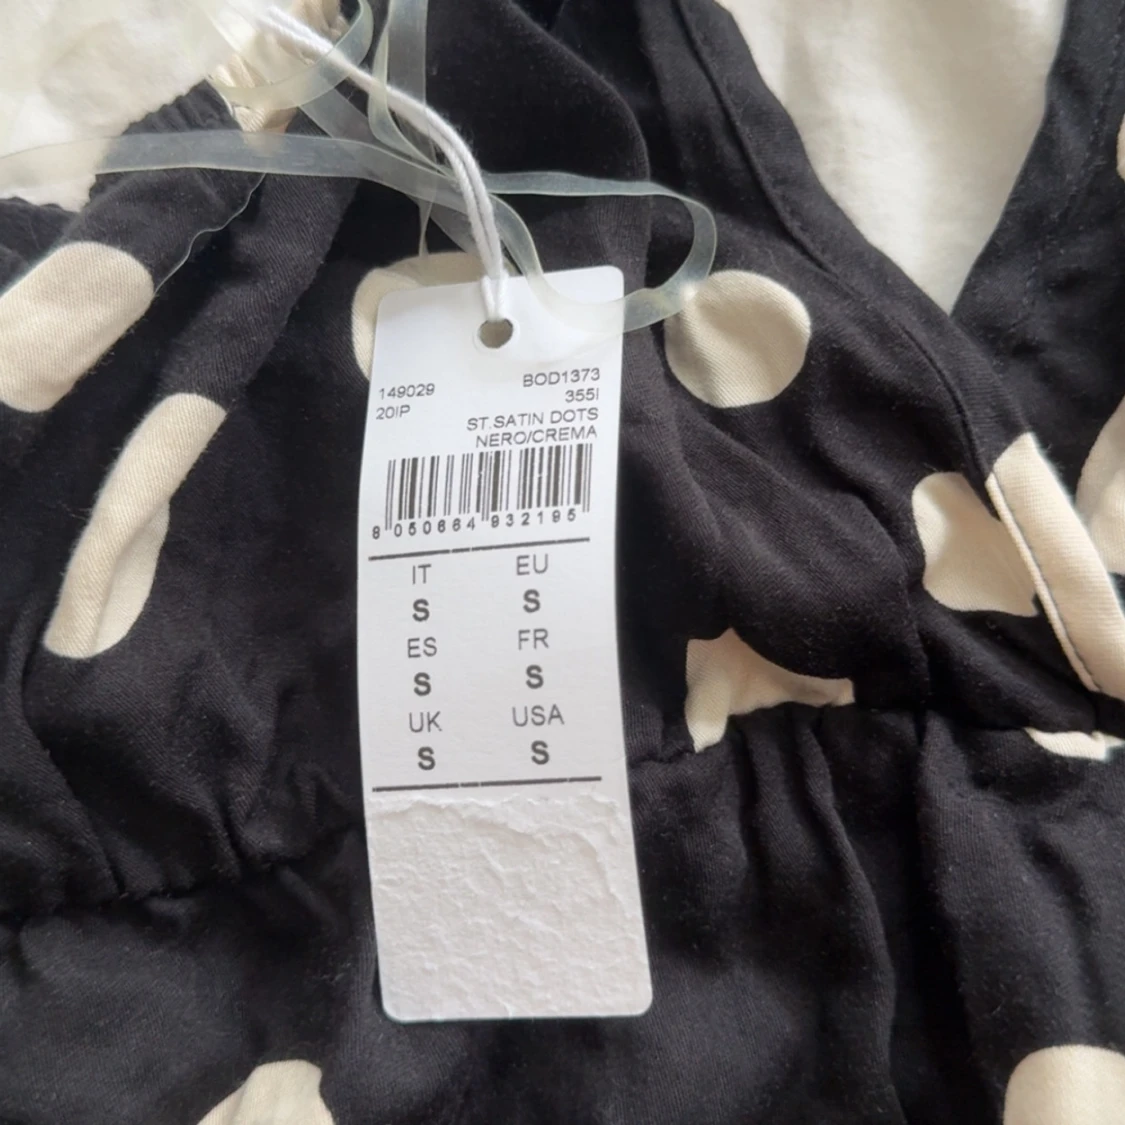 149029
20IP
BOD1373
355I
ST.SATIN DOTS
NERO/CREMA
8 050664 932195
IT EU
S S
ES FR
S S
UK USA
S S